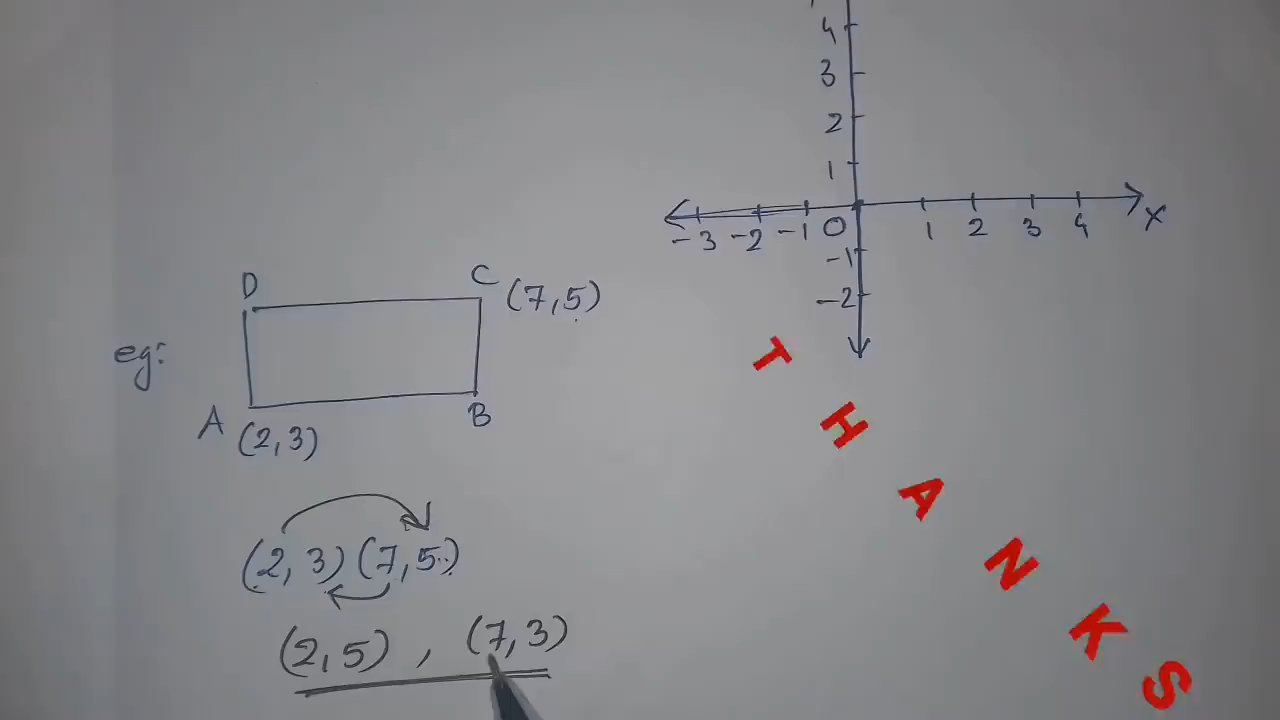 4
3
2
1
-3 -2 -1 0 1 2 3 4 X
-1
-2
D C (7,5)
eg:
A B
(2,3)
(2,3) (7,5)
(2,5) , (7,3)
THANKS